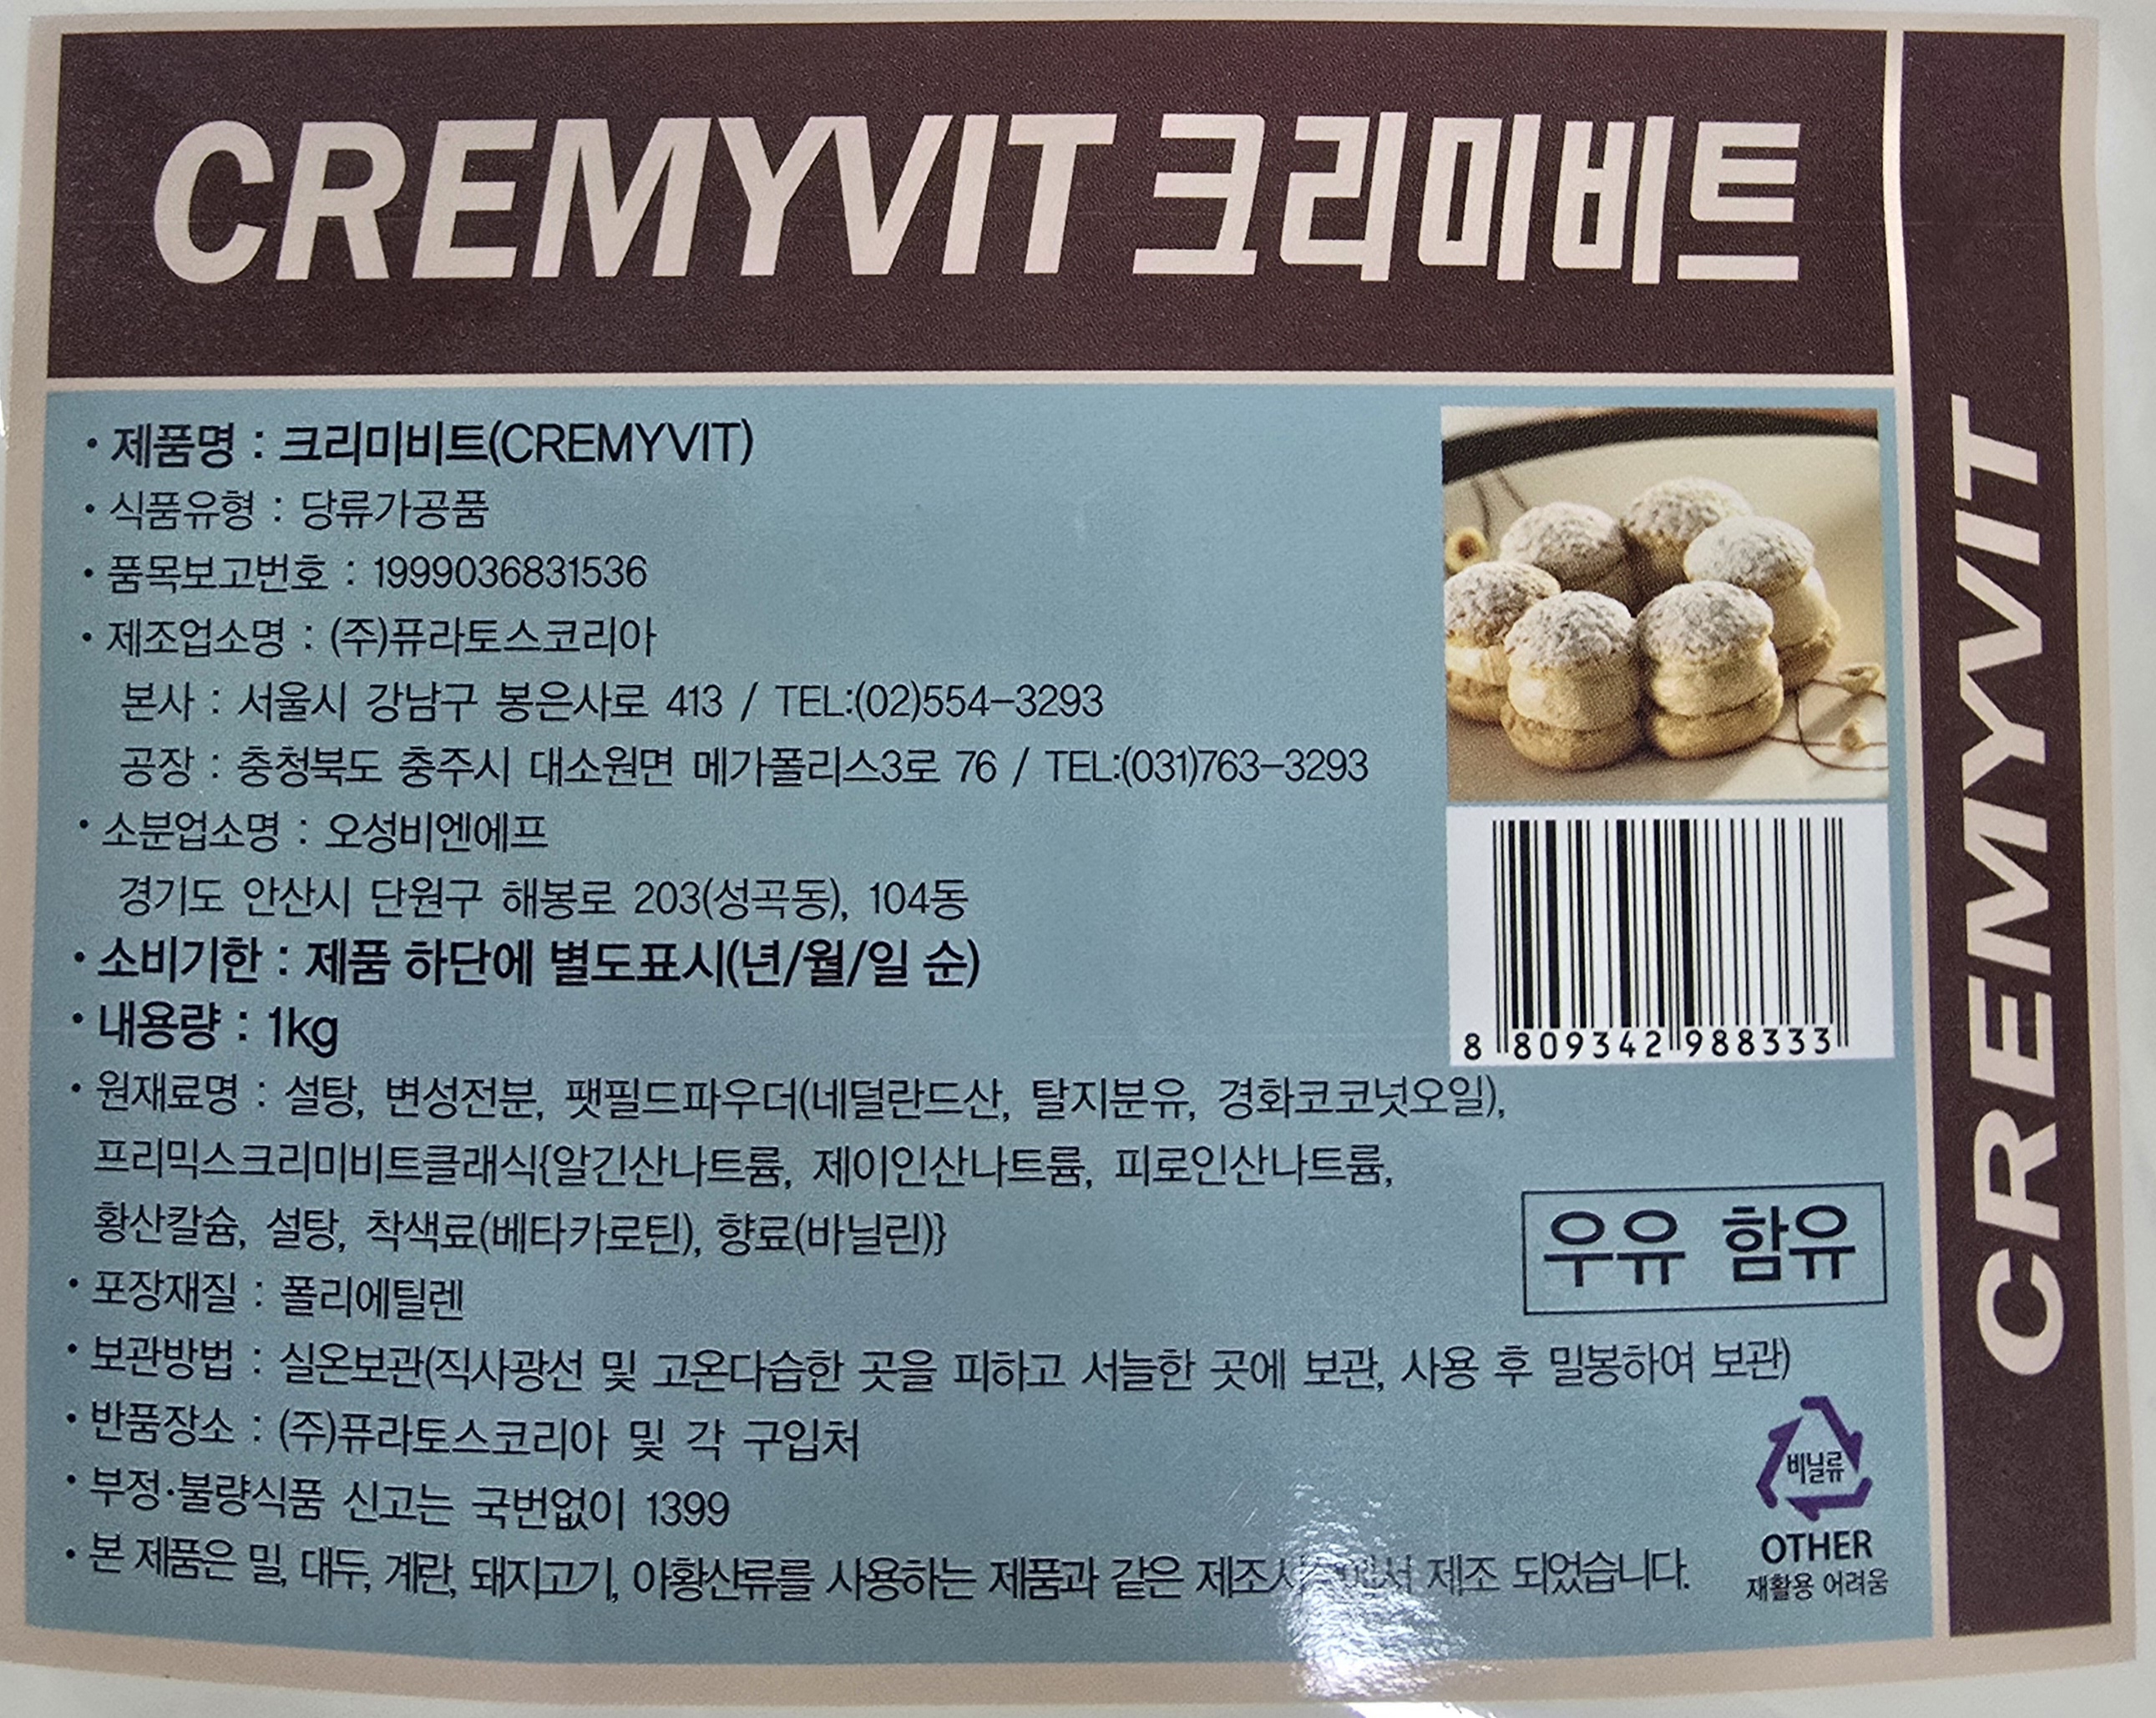 CREMYVIT 크리미비트
CREMYVIT
• 제품명 : 크리미비트(CREMYVIT)
• 식품유형 : 당류가공품
• 품목보고번호 : 1999036831536
• 제조업소명 : (주)퓨라토스코리아
본사 : 서울시 강남구 봉은사로 413 / TEL:(02)554-3293
공장 : 충청북도 충주시 대소원면 메가폴리스3로 76 / TEL:(031)763-3293
• 소분업소명 : 오성비엔에프
경기도 안산시 단원구 해봉로 203(성곡동), 104동
• 소비기한 : 제품 하단에 별도표시(년/월/일 순)
• 내용량 : 1kg
8 809342 988333
• 원재료명 : 설탕, 변성전분, 팻필드파우더(네덜란드산, 탈지분유, 경화코코넛오일),
프리믹스크리미비트클래식{알긴산나트륨, 제이인산나트륨, 피로인산나트륨,
황산칼슘, 설탕, 착색료(베타카로틴), 향료(바닐린)}
우유 함유
• 포장재질 : 폴리에틸렌
• 보관방법 : 실온보관(직사광선 및 고온다습한 곳을 피하고 서늘한 곳에 보관, 사용 후 밀봉하여 보관)
• 반품장소 : (주)퓨라토스코리아 및 각 구입처
• 부정·불량식품 신고는 국번없이 1399
• 본 제품은 밀, 대두, 계란, 돼지고기, 아황산류를 사용하는 제품과 같은 제조 되었습니다.
비닐류
OTHER
재활용 어려움